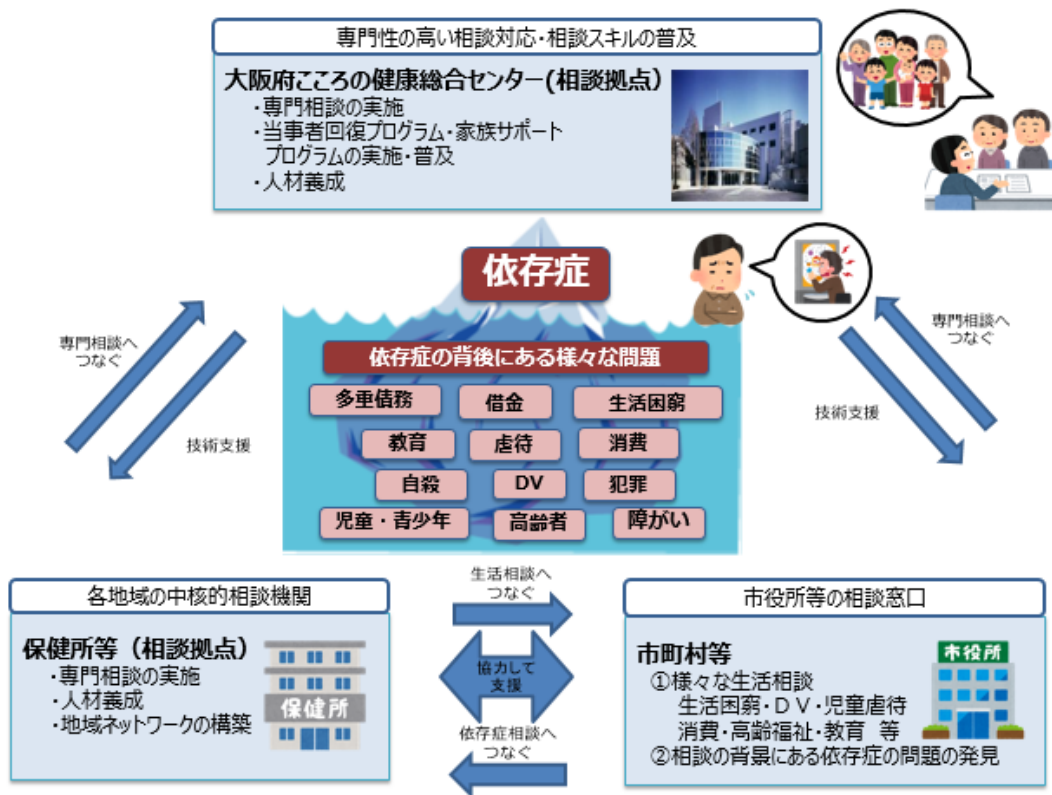 専門性の高い相談対応・相談スキルの普及
大阪府こころの健康総合センター(相談拠点)
・専門相談の実施
・当事者回復プログラム・家族サポート
プログラムの実施・普及
・人材養成
依存症
専門相談へ
つなぐ
技術支援
専門相談へ
つなぐ
技術支援
依存症の背後にある様々な問題
多重債務
借金
生活困窮
教育
虐待
消費
自殺
DV
犯罪
児童・青少年
高齢者
障がい
各地域の中核的相談機関
保健所等（相談拠点）
・専門相談の実施
・人材養成
・地域ネットワークの構築
保健所
生活相談へ
つなぐ
協力して
支援
依存症相談へ
つなぐ
市役所等の相談窓口
市町村等
①様々な生活相談
生活困窮・ＤＶ・児童虐待
消費・高齢福祉・教育　等
②相談の背景にある依存症の問題の発見
市役所